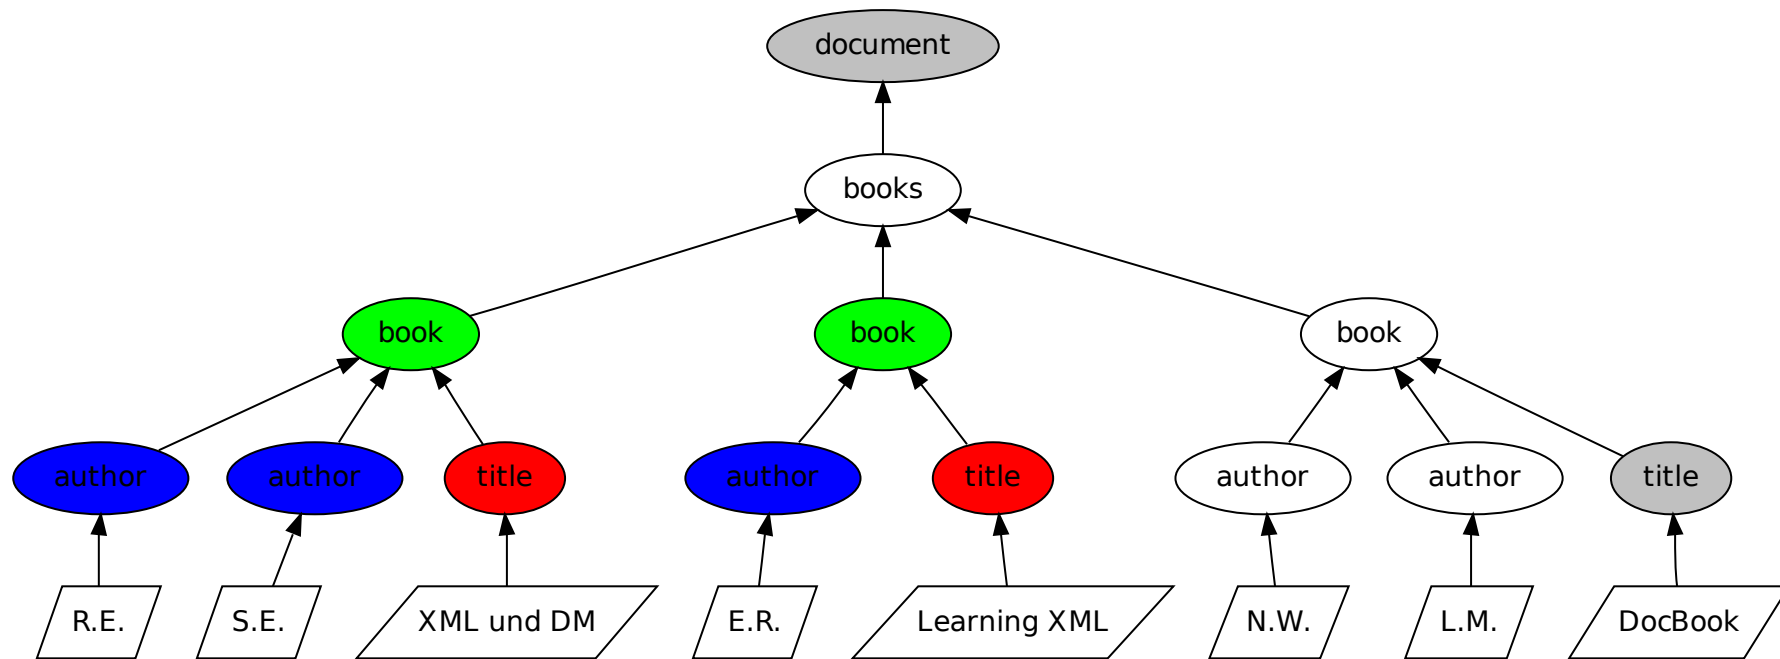 document
books
book
book
book
author
author
title
author
title
author
author
title
R.E.
S.E.
XML und DM
E.R.
Learning XML
N.W.
L.M.
DocBook